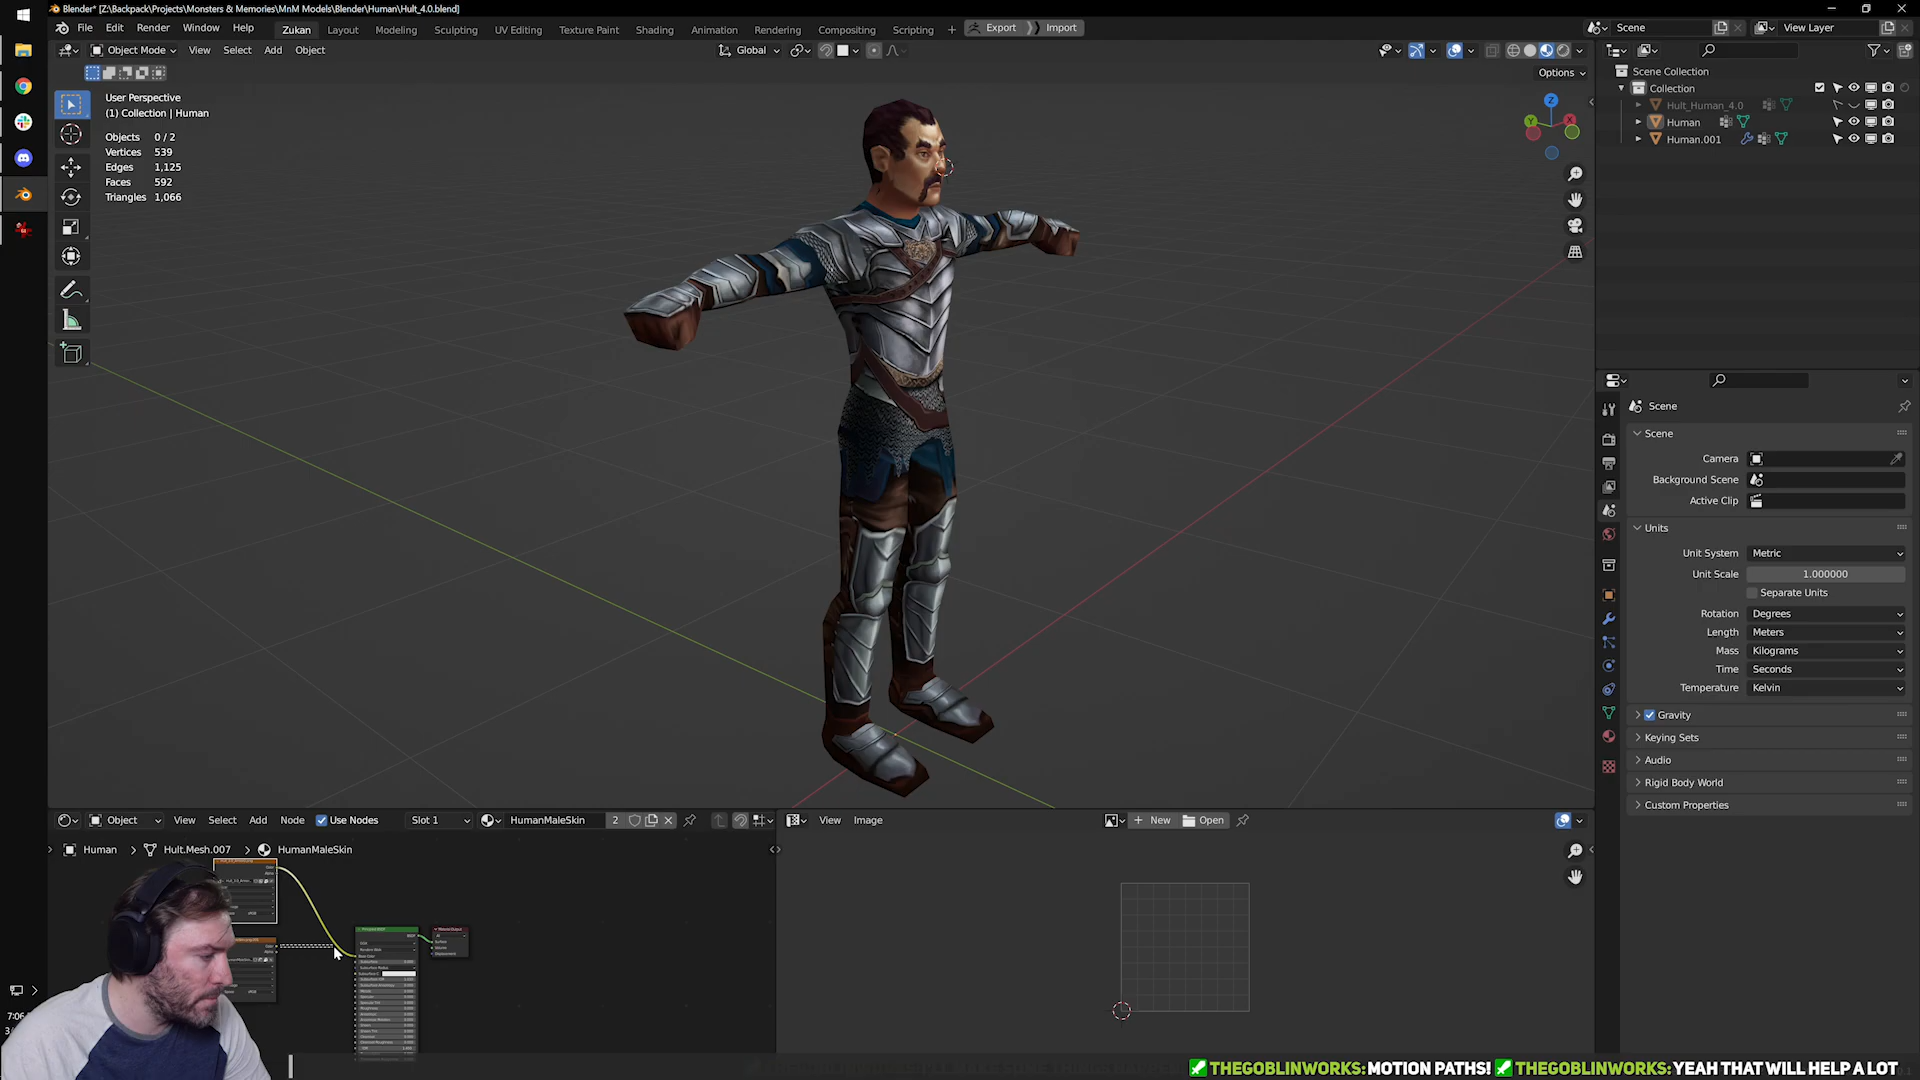 Blender* [Z:\Backpack\Projects\Monsters & Memories\MnM Models\Blender\Human\Hult_4.0.blend]
File Edit Render Window Help
Zukan Layout Modeling Sculpting UV Editing Texture Paint Shading Animation Rendering Compositing Scripting + Export Import
Scene
View Layer
Object Mode View Select Add Object
Global
Options
User Perspective
(1) Collection | Human
Objects 0 / 2
Vertices 539
Edges 1,125
Faces 592
Triangles 1,066
Z
Y
X
Scene Collection
Collection
Hult_Human_4.0
Human
Human.001
Scene
Scene
Camera
Background Scene
Active Clip
Units
Unit System Metric
Unit Scale 1.000000
Separate Units
Rotation Degrees
Length Meters
Mass Kilograms
Time Seconds
Temperature Kelvin
Gravity
Keying Sets
Audio
Rigid Body World
Custom Properties
Object View Select Add Node Use Nodes Slot 1 HumanMaleSkin 2
Human > Hult.Mesh.007 > HumanMaleSkin
View Image
New Open
7:06
THEGOBLINWORKS: MOTION PATHS! THEGOBLINWORKS: YEAH THAT WILL HELP A LOT